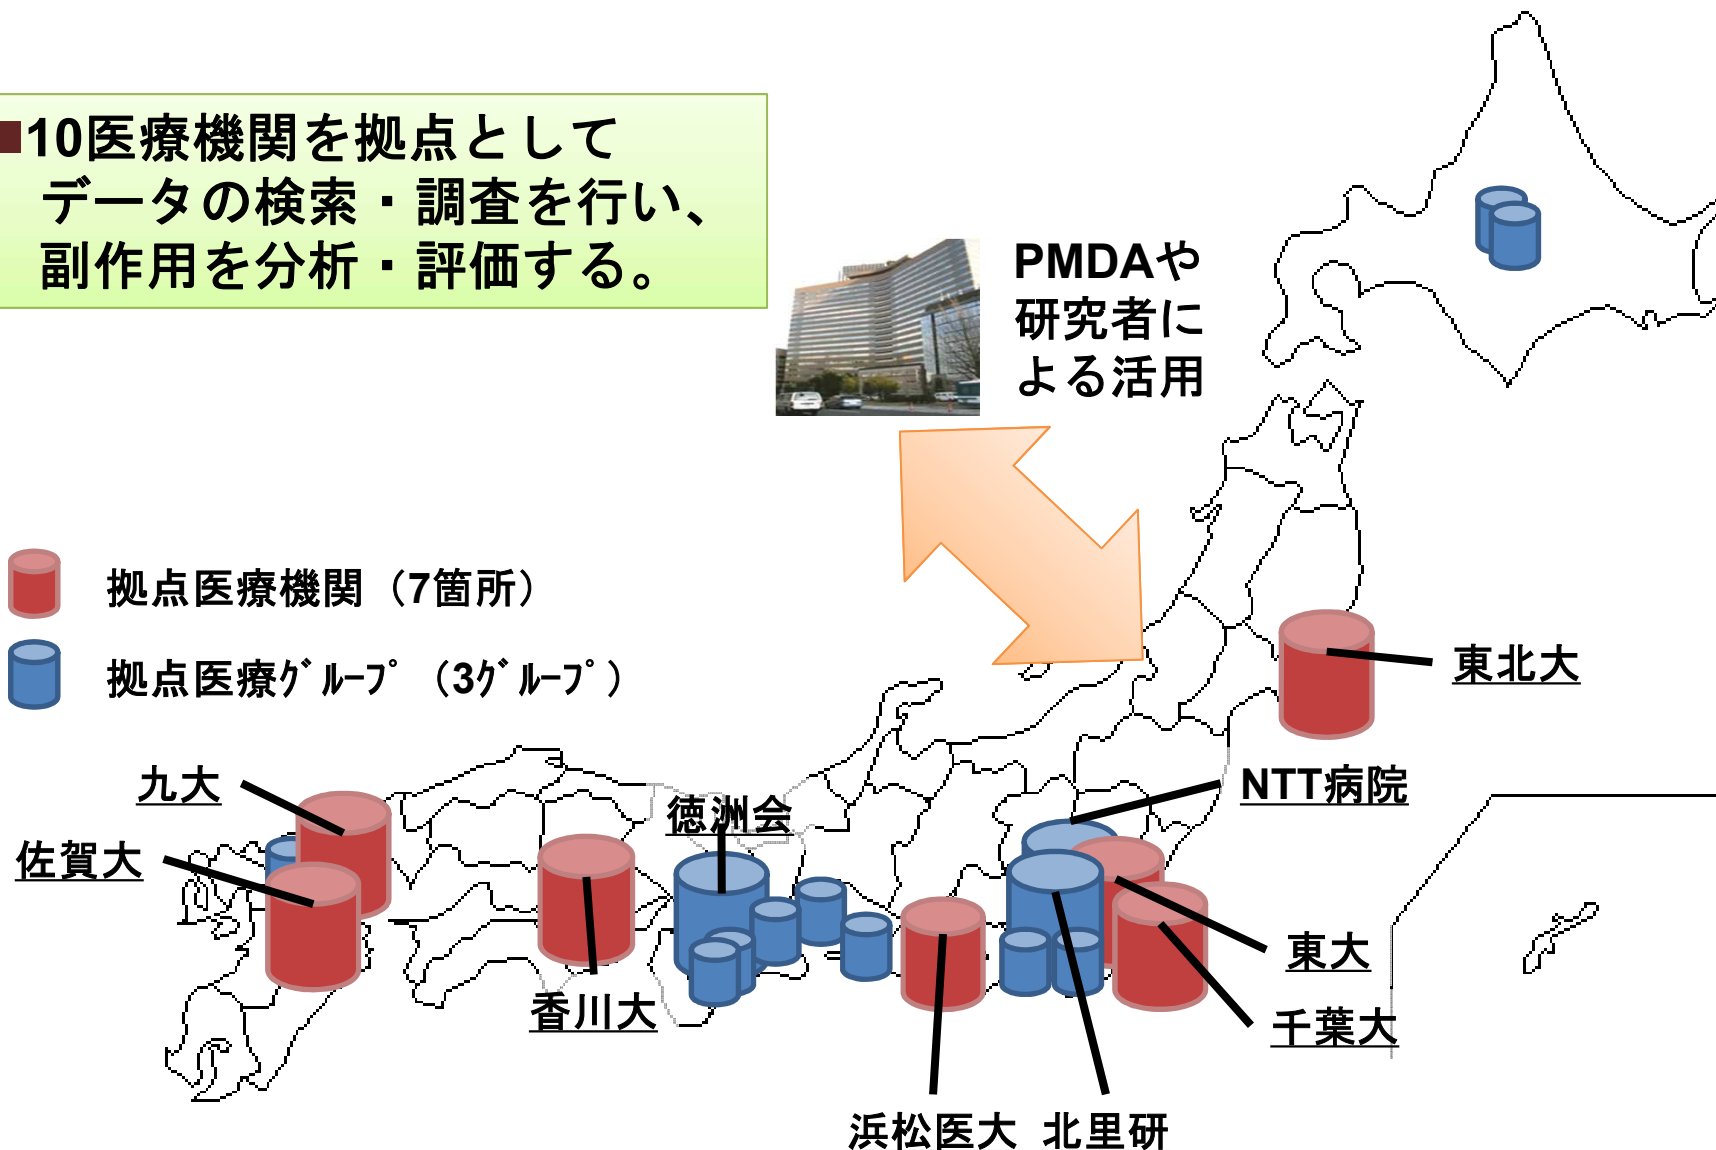 ■10医療機関を拠点として
データの検索・調査を行い、
副作用を分析・評価する。
PMDAや
研究者に
よる活用
拠点医療機関（7箇所）
拠点医療ｸﾞﾙｰﾌﾟ（3ｸﾞﾙｰﾌﾟ）
東北大
九大
徳洲会
NTT病院
佐賀大
東大
香川大
千葉大
浜松医大
北里研